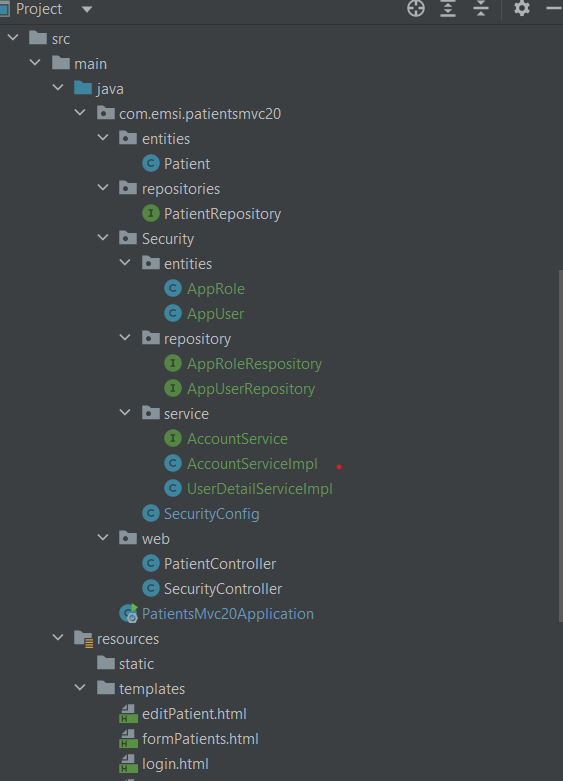 Project
src
main
java
com.emsi.patientsmvc20
entities
C Patient
repositories
I PatientRepository
Security
entities
C AppRole
C AppUser
repository
I AppRoleRespository
I AppUserRepository
service
I AccountService
C AccountServiceImpl
C UserDetailServiceImpl
C SecurityConfig
web
C PatientController
C SecurityController
C PatientsMvc20Application
resources
static
templates
H editPatient.html
H formPatients.html
H login.html